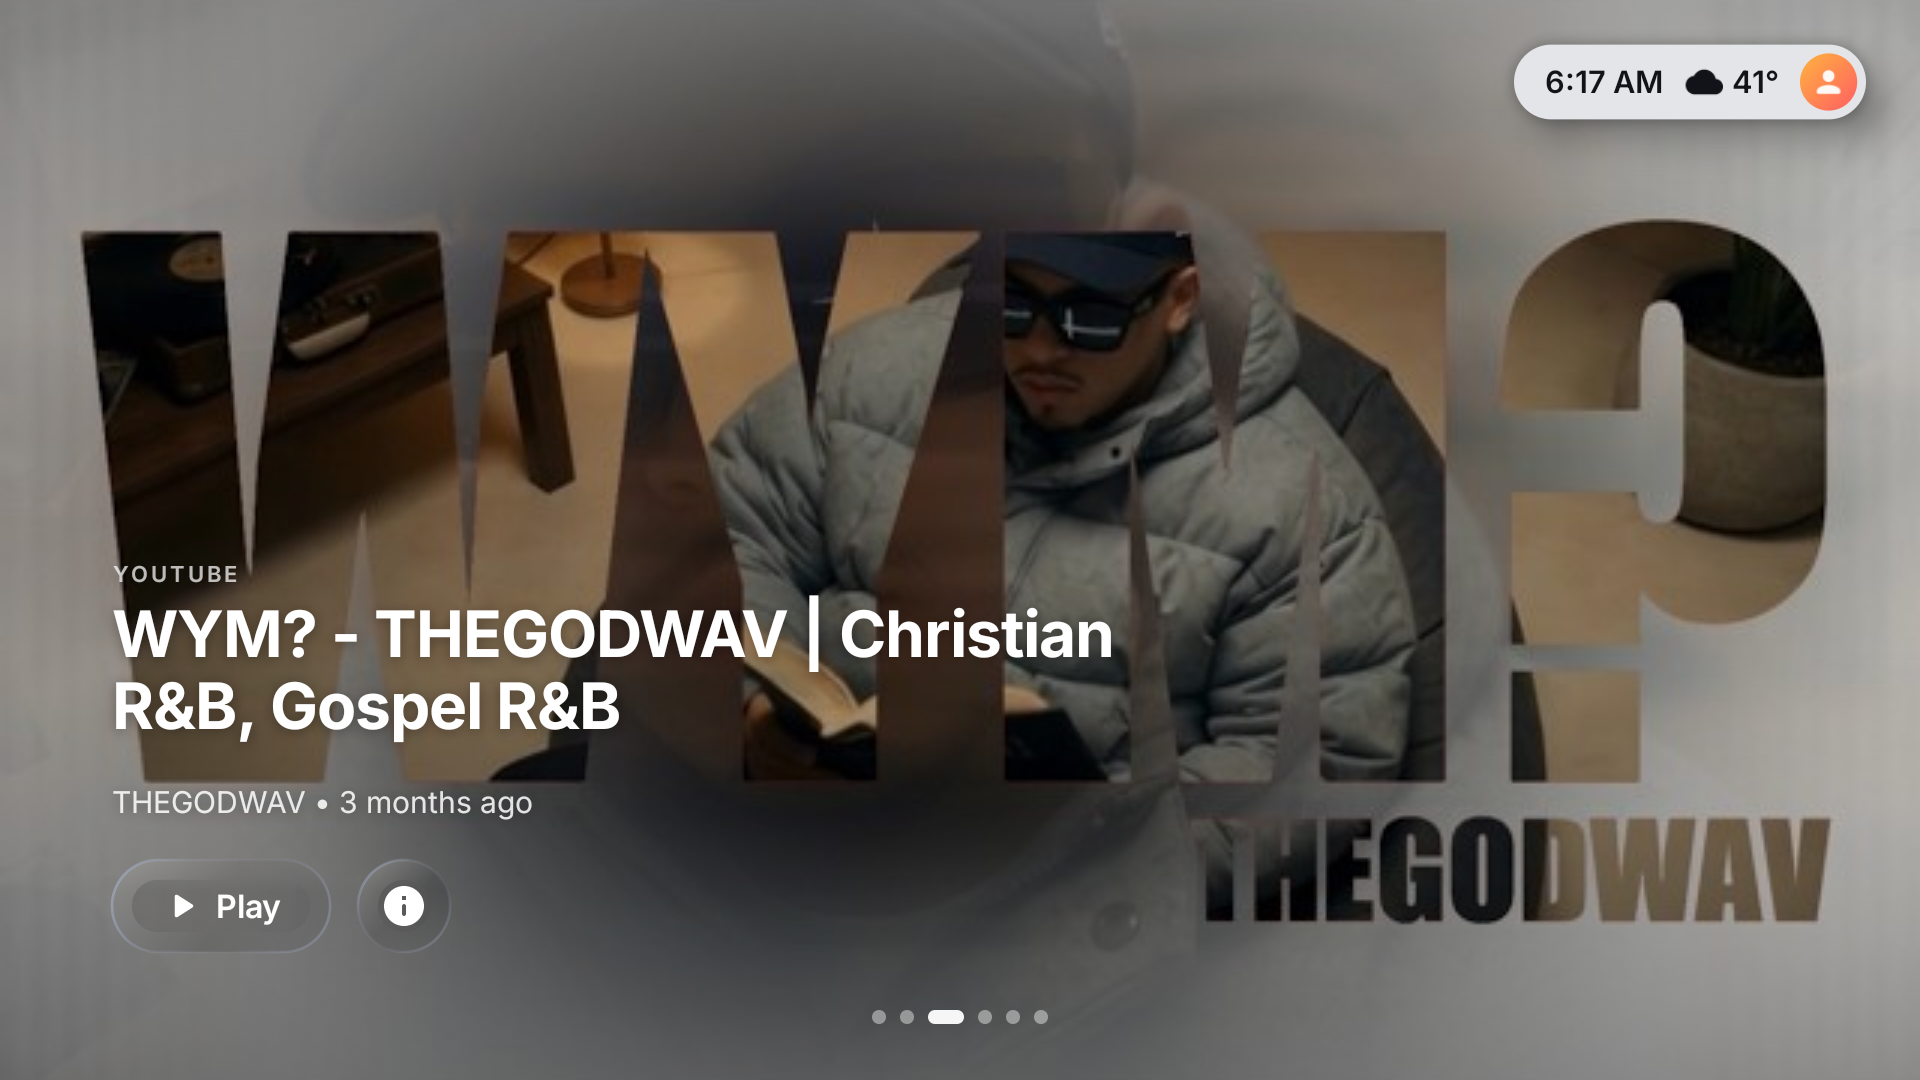 6:17 AM 41°
WYM?
YOUTUBE
WYM? - THEGODWAV | Christian
R&B, Gospel R&B
THEGODWAV • 3 months ago
THEGODWAV
Play